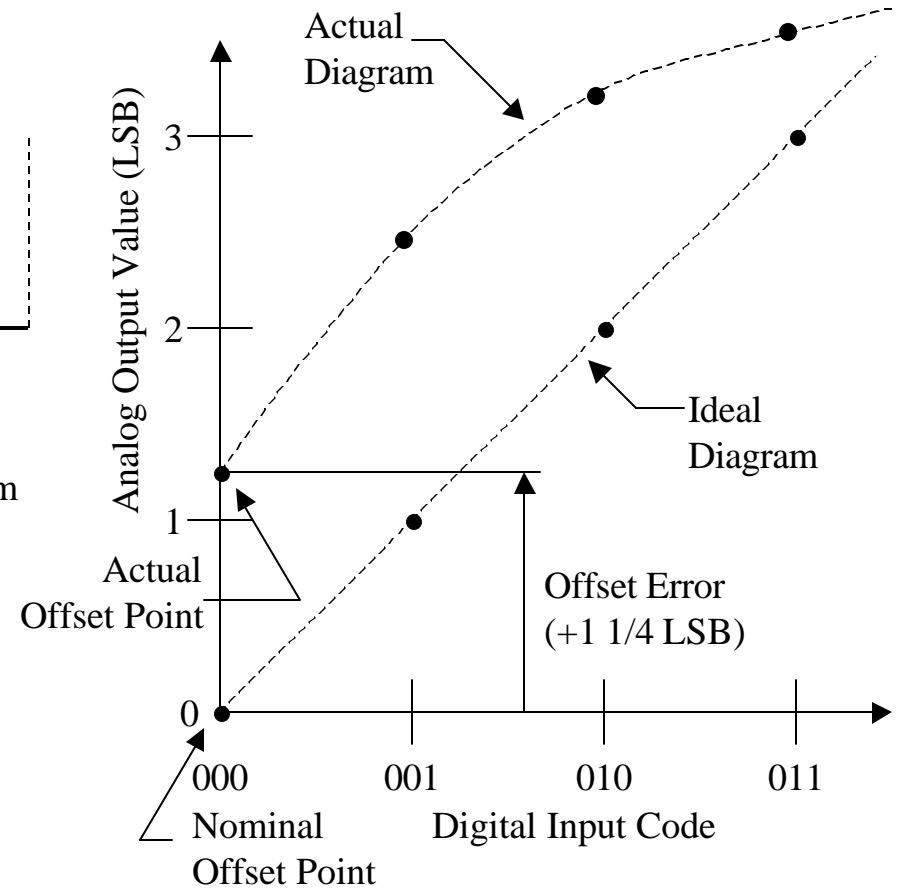 Actual
Diagram
Analog Output Value (LSB)
3
2
Ideal
Diagram
m
1
Actual
Offset Point
Offset Error
(+1 1/4 LSB)
0
000 001 010 011
Nominal
Offset Point
Digital Input Code